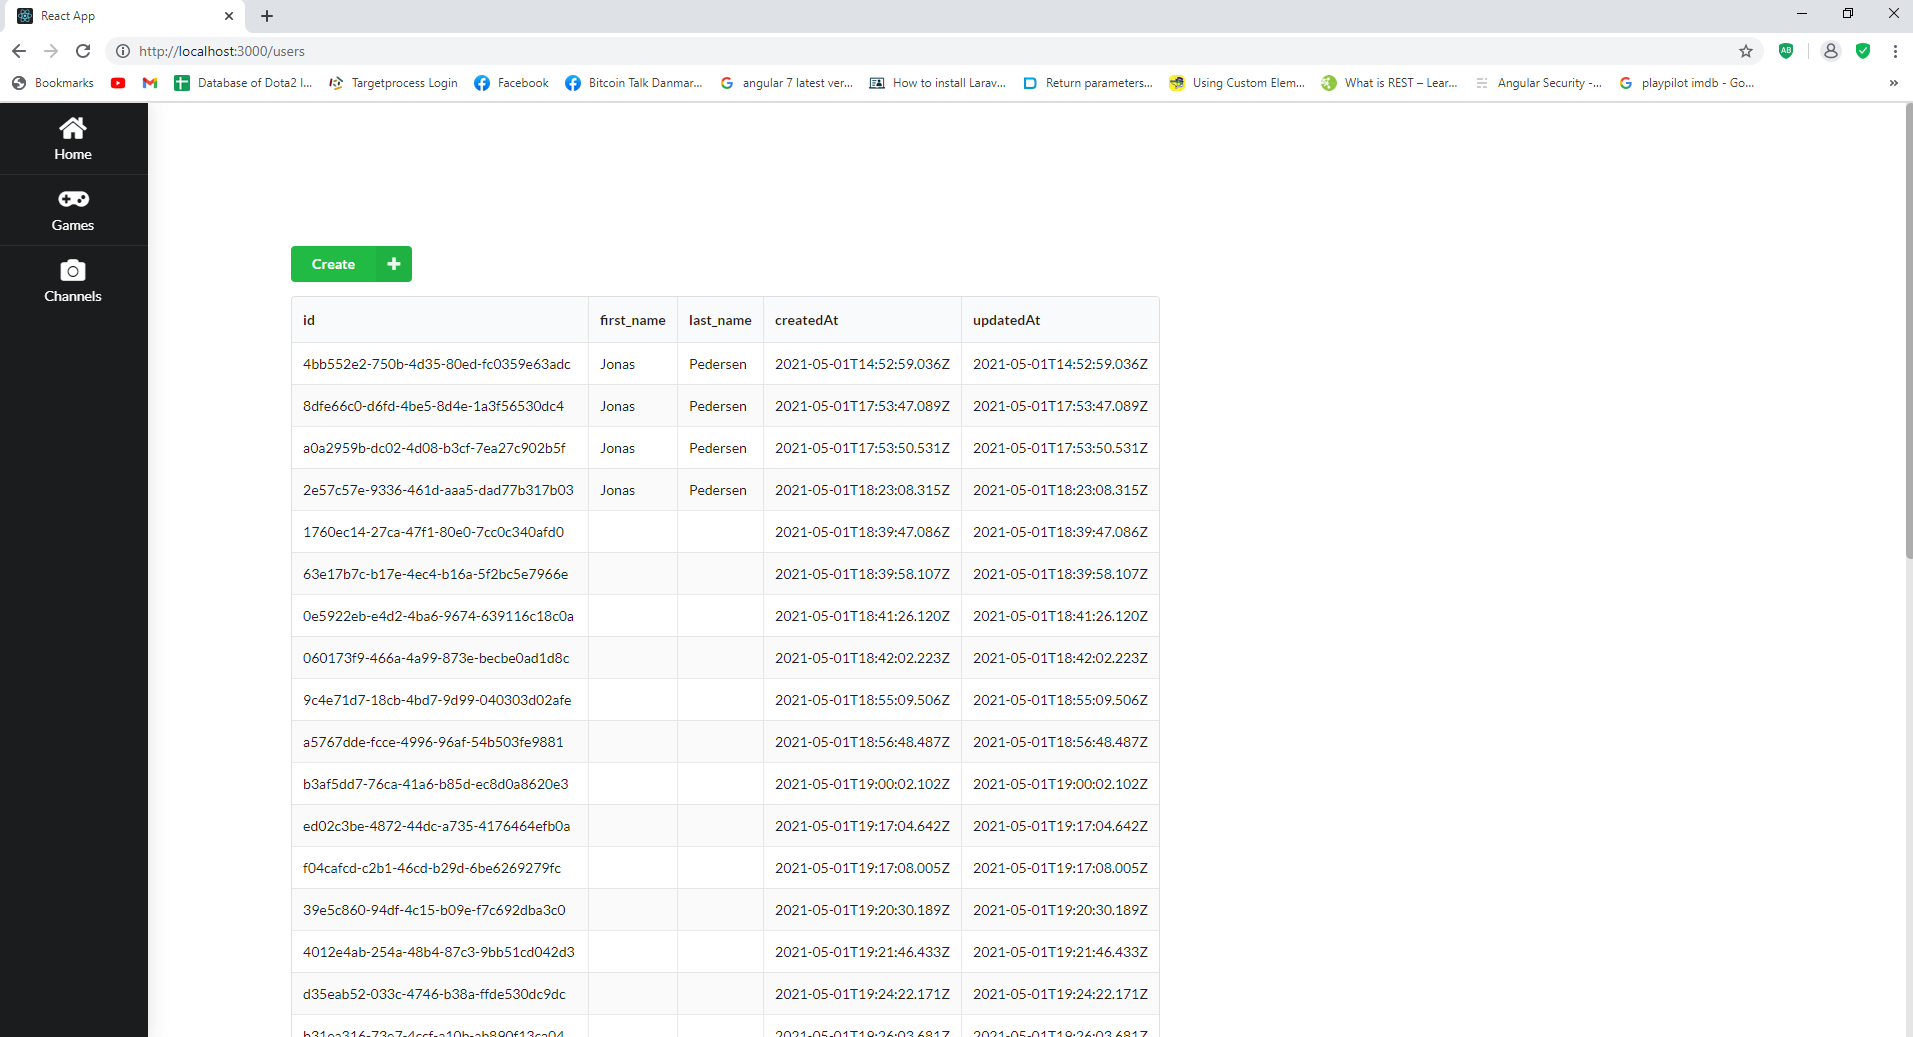 React App
http://localhost:3000/users
Bookmarks Database of Dota2 I... Targetprocess Login Facebook Bitcoin Talk Danmar... angular 7 latest ver... How to install Larav... Return parameters... Using Custom Elem... What is REST – Lear... Angular Security -... playpilot imdb - Go... »
Home
Games
Channels
Create
id first_name last_name createdAt updatedAt
4bb552e2-750b-4d35-80ed-fc0359e63adc Jonas Pedersen 2021-05-01T14:52:59.036Z 2021-05-01T14:52:59.036Z
8dfe66c0-d6fd-4be5-8d4e-1a3f56530dc4 Jonas Pedersen 2021-05-01T17:53:47.089Z 2021-05-01T17:53:47.089Z
a0a2959b-dc02-4d08-b3cf-7ea27c902b5f Jonas Pedersen 2021-05-01T17:53:50.531Z 2021-05-01T17:53:50.531Z
2e57c57e-9336-461d-aaa5-dad77b317b03 Jonas Pedersen 2021-05-01T18:23:08.315Z 2021-05-01T18:23:08.315Z
1760ec14-27ca-47f1-80e0-7cc0c340afd0 2021-05-01T18:39:47.086Z 2021-05-01T18:39:47.086Z
63e17b7c-b17e-4ec4-b16a-5f2bc5e7966e 2021-05-01T18:39:58.107Z 2021-05-01T18:39:58.107Z
0e5922eb-e4d2-4ba6-9674-639116c18c0a 2021-05-01T18:41:26.120Z 2021-05-01T18:41:26.120Z
060173f9-466a-4a99-873e-becbe0ad1d8c 2021-05-01T18:42:02.223Z 2021-05-01T18:42:02.223Z
9c4e71d7-18cb-4bd7-9d99-040303d02afe 2021-05-01T18:55:09.506Z 2021-05-01T18:55:09.506Z
a5767dde-fcce-4996-96af-54b503fe9881 2021-05-01T18:56:48.487Z 2021-05-01T18:56:48.487Z
b3af5dd7-76ca-41a6-b85d-ec8d0a8620e3 2021-05-01T19:00:02.102Z 2021-05-01T19:00:02.102Z
ed02c3be-4872-44dc-a735-4176464efb0a 2021-05-01T19:17:04.642Z 2021-05-01T19:17:04.642Z
f04cafcd-c2b1-46cd-b29d-6be6269279fc 2021-05-01T19:17:08.005Z 2021-05-01T19:17:08.005Z
39e5c860-94df-4c15-b09e-f7c692dba3c0 2021-05-01T19:20:30.189Z 2021-05-01T19:20:30.189Z
4012e4ab-254a-48b4-87c3-9bb51cd042d3 2021-05-01T19:21:46.433Z 2021-05-01T19:21:46.433Z
d35eab52-033c-4746-b38a-ffde530dc9dc 2021-05-01T19:24:22.171Z 2021-05-01T19:24:22.171Z
2021-05-01T19:26:03.681Z 2021-05-01T19:26:03.681Z